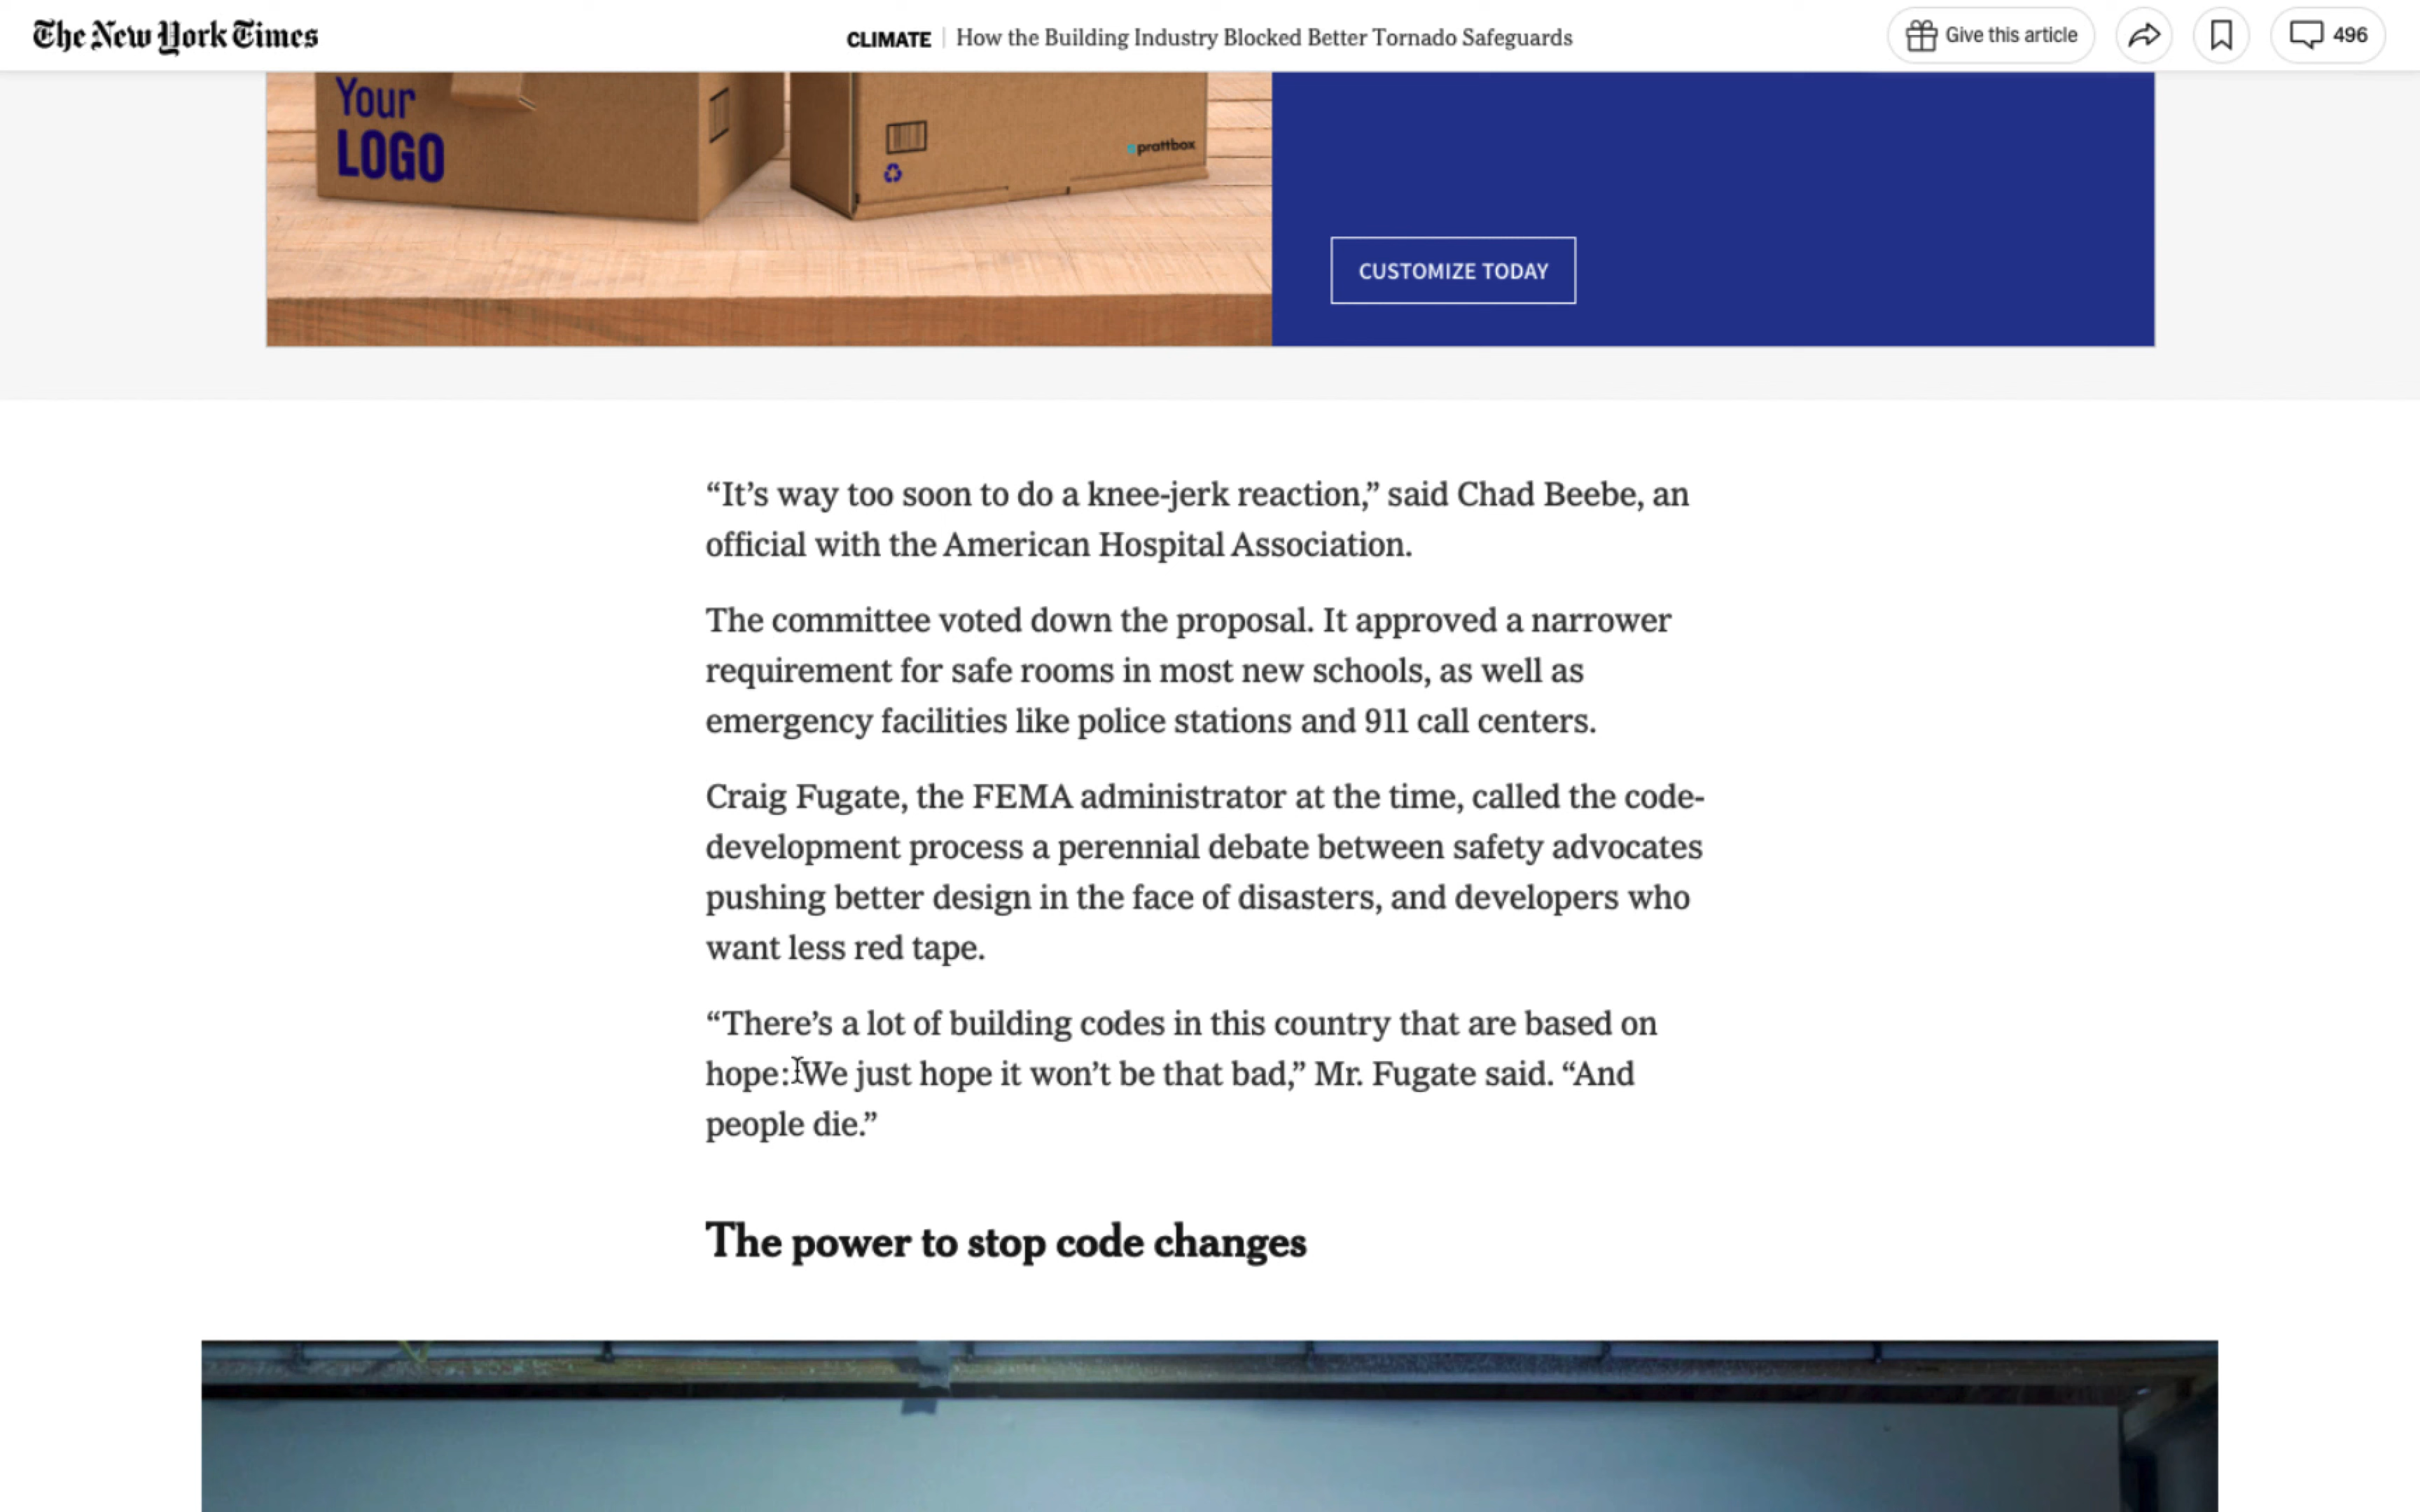 The New York Times
CLIMATE | How the Building Industry Blocked Better Tornado Safeguards
Give this article
496
Your
LOGO
prattbox
CUSTOMIZE TODAY
“It’s way too soon to do a knee-jerk reaction,” said Chad Beebe, an
official with the American Hospital Association.
The committee voted down the proposal. It approved a narrower
requirement for safe rooms in most new schools, as well as
emergency facilities like police stations and 911 call centers.
Craig Fugate, the FEMA administrator at the time, called the code-
development process a perennial debate between safety advocates
pushing better design in the face of disasters, and developers who
want less red tape.
“There’s a lot of building codes in this country that are based on
hope: We just hope it won’t be that bad,” Mr. Fugate said. “And
people die.”
The power to stop code changes